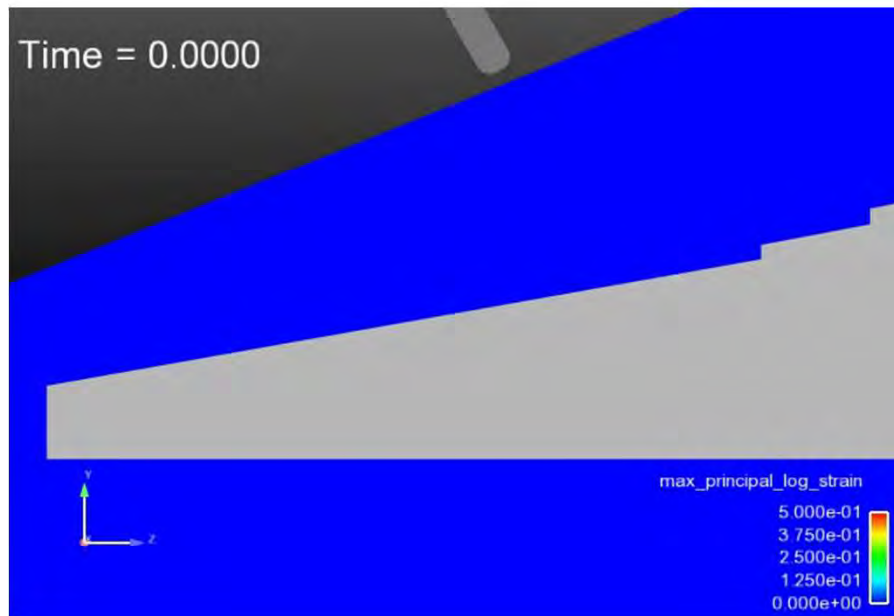 Time = 0.0000
Y
Z
max_principal_log_strain
5.000e-01
3.750e-01
2.500e-01
1.250e-01
0.000e+00